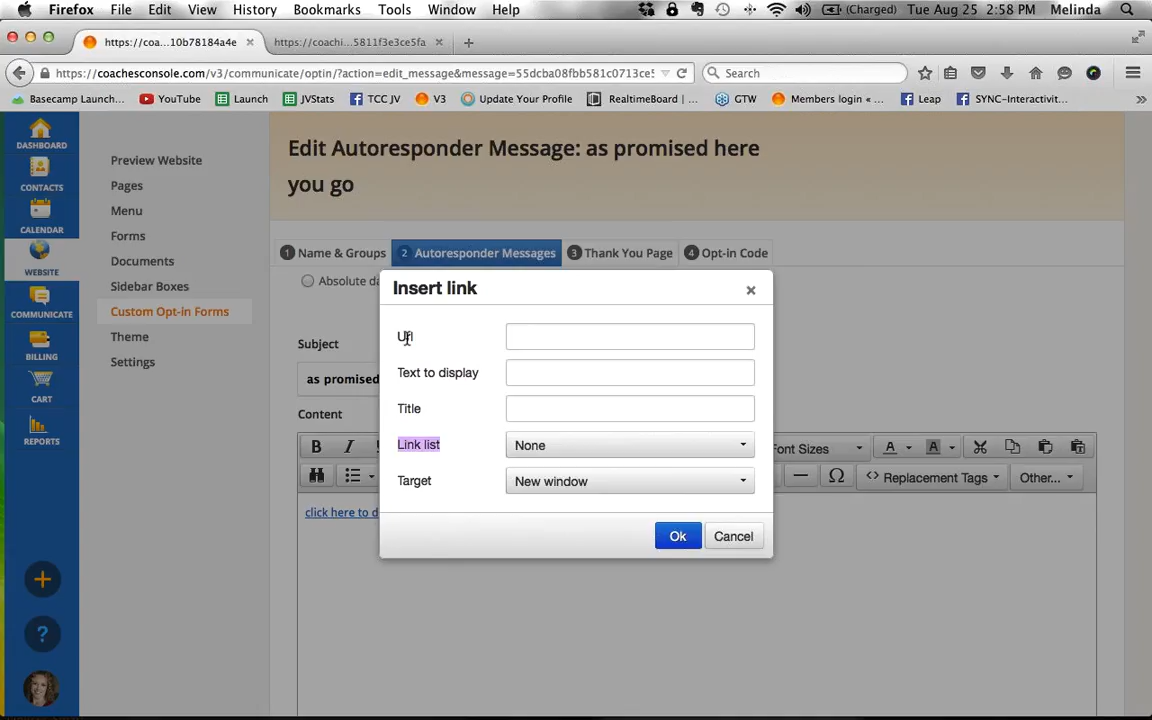 Firefox File Edit View History Bookmarks Tools Window Help (Charged) Tue Aug 25 2:58 PM Melinda
https://coa...10b78184a4e × https://coachi...5811f3e3ce5fa × +
https://coachesconsole.com/v3/communicate/optin/?action=edit_message&message=55dcba08fbb581c0713ce5 Search
Basecamp Launch... YouTube Launch JVStats TCC JV V3 Update Your Profile RealtimeBoard | ... GTW Members login « ... Leap SYNC-Interactivit... »
DASHBOARD
CONTACTS
CALENDAR
WEBSITE
COMMUNICATE
BILLING
CART
REPORTS
+
?
Preview Website
Pages
Menu
Forms
Documents
Sidebar Boxes
Custom Opt-in Forms
Theme
Settings
Edit Autoresponder Message: as promised here
you go
1 Name & Groups 2 Autoresponder Messages 3 Thank You Page 4 Opt-in Code
Absolute da
Subject
as promised
Content
B I Font Sizes A A
Ω <> Replacement Tags Other...
click here to d
Insert link ×
Url
Text to display
Title
Link list None
Target New window
Ok Cancel